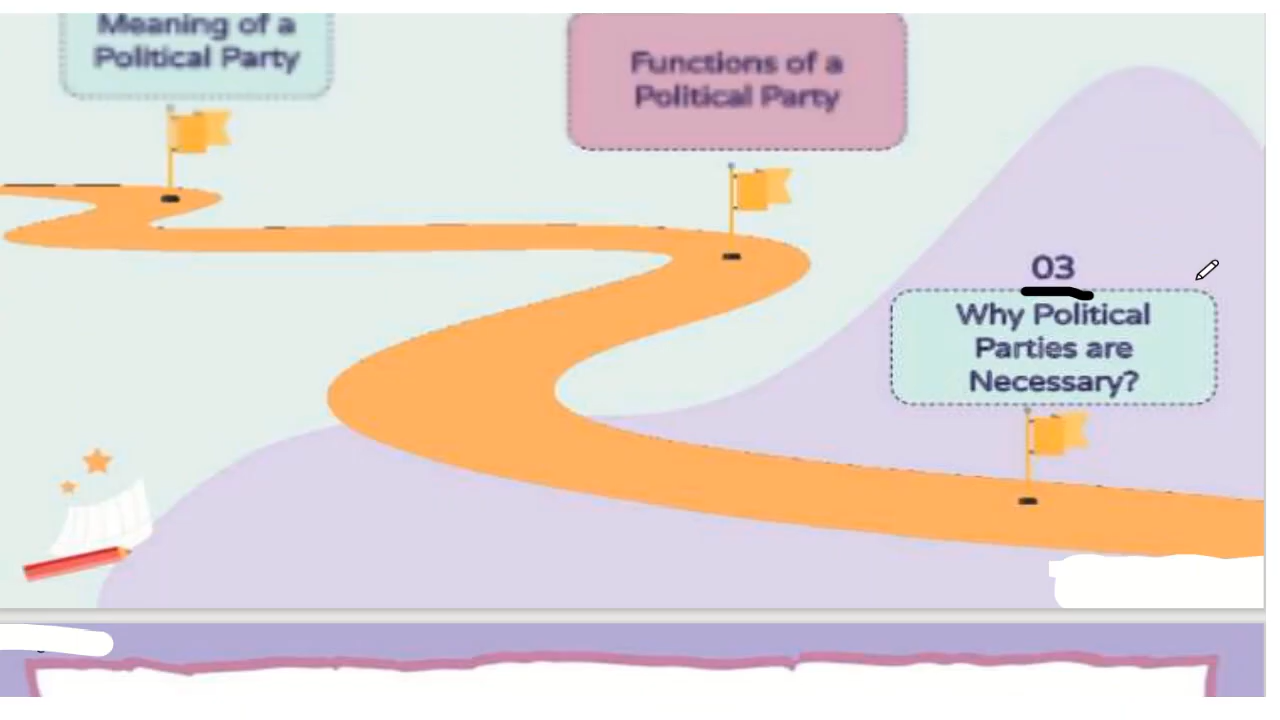 Meaning of a
Political Party
Functions of a
Political Party
03
Why Political
Parties are
Necessary?